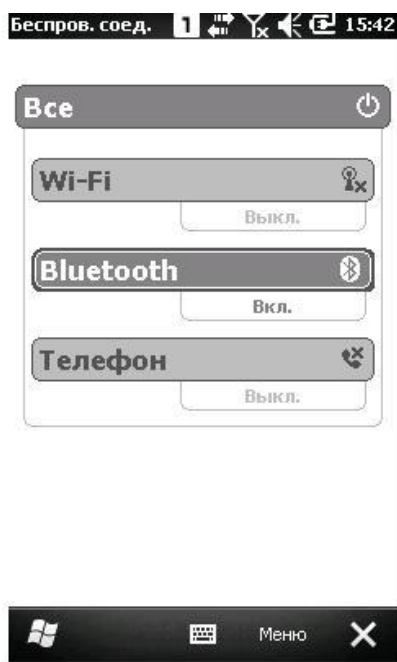 Беспров. соед. 1 15:42
Все
Wi-Fi
Выкл.
Bluetooth
Вкл.
Телефон
Выкл.
Меню